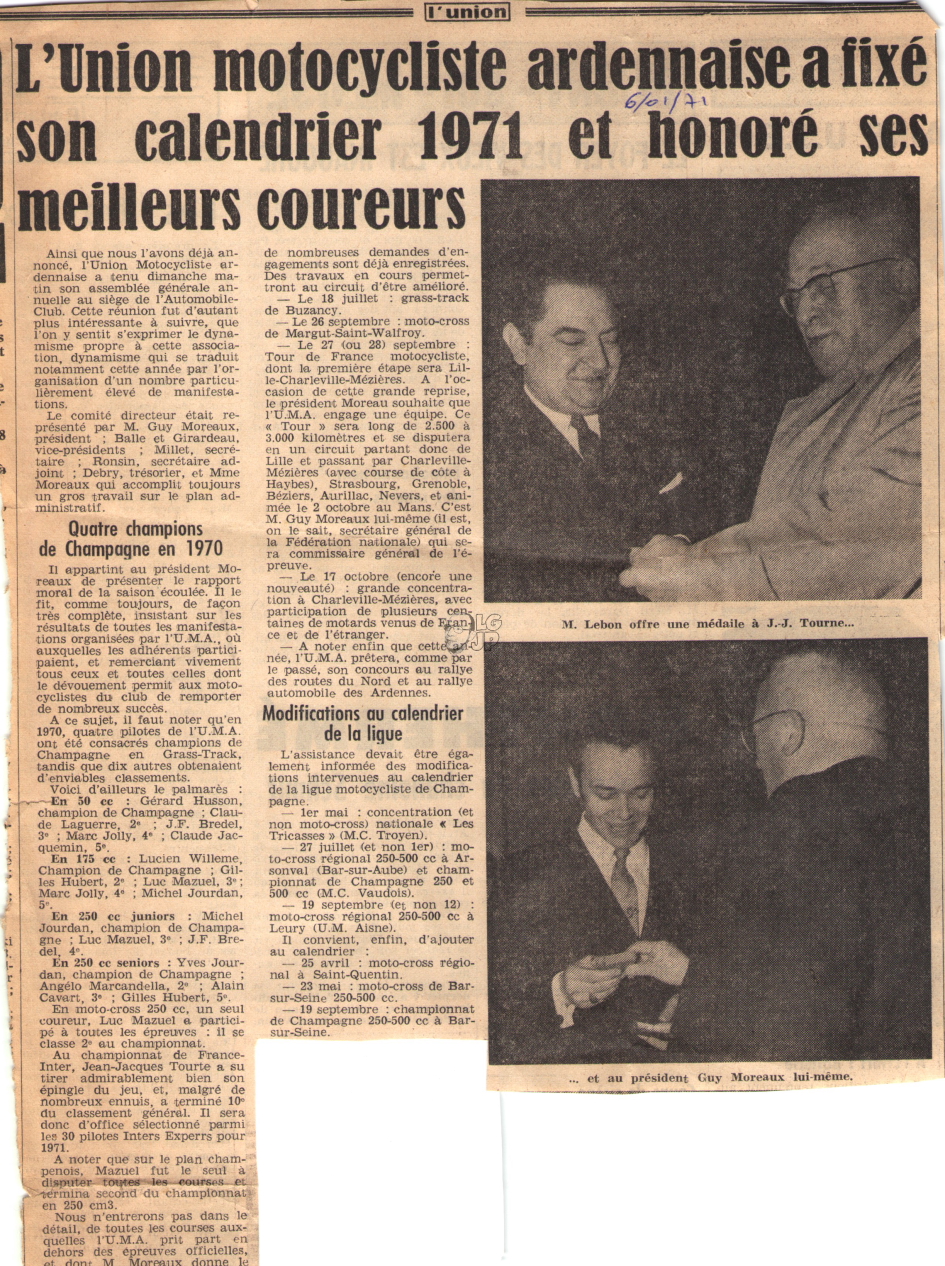 l'union
L'Union motocycliste ardennaise a fixé
6/01/71
son calendrier 1971 et honoré ses
meilleurs coureurs
Ainsi que nous l'avons déjà an-
noncé, l'Union Motocycliste ar-
dennaise a tenu dimanche ma-
tin son assemblée générale an-
nuelle au siège de l'Automobile-
Club. Cette réunion fut d'autant
plus intéressante à suivre, que
l'on y sentit s'exprimer le dyna-
misme propre à cette associa-
tion, dynamisme qui se traduit
notamment cette année par l'or-
ganisation d'un nombre particu-
lièrement élevé de manifesta-
tions.
Le comité directeur était re-
présenté par M. Guy Moreaux,
président ; Balle et Girardeau,
vice-présidents ; Millet, secré-
taire ; Ronsin, secrétaire ad-
joint ; Debry, trésorier, et Mme
Moreaux qui accomplit toujours
un gros travail sur le plan ad-
ministratif.
Quatre champions
de Champagne en 1970
Il appartint au président Mo-
reaux de présenter le rapport
moral de la saison écoulée. Il le
fit, comme toujours, de façon
très complète, insistant sur les
résultats de toutes les manifesta-
tions organisées par l'U.M.A., où
auxquelles les adhérents partici-
paient, et remerciant vivement
tous ceux et toutes celles dont
le dévouement permit aux moto-
cyclistes du club de remporter
de nombreux succès.
A ce sujet, il faut noter qu'en
1970, quatre pilotes de l'U.M.A.
ont été consacrés champions de
Champagne en Grass-Track,
tandis que dix autres obtenaient
d'enviables classements.
Voici d'ailleurs le palmarès :
En 50 cc : Gérard Husson,
champion de Champagne ; Clau-
de Laguerre, 2e ; J.F. Bredel,
3e ; Marc Jolly, 4e ; Claude Jac-
quemin, 5e.
En 175 cc : Lucien Willeme,
Champion de Champagne ; Gil-
les Hubert, 2e ; Luc Mazuel, 3e ;
Marc Jolly, 4e ; Michel Jourdan,
5e.
En 250 cc juniors : Michel
Jourdan, champion de Champa-
gne ; Luc Mazuel, 3e ; J.F. Bre-
del, 4e.
En 250 cc seniors : Yves Jour-
dan, champion de Champagne ;
Angélo Marcandella, 2e ; Alain
Cavart, 3e ; Gilles Hubert, 5e.
En moto-cross 250 cc, un seul
coureur, Luc Mazuel a partici-
pé à toutes les épreuves : il se
classe 2e au championnat.
Au championnat de France-
Inter, Jean-Jacques Tourte a su
tirer admirablement bien son
épingle du jeu, et, malgré de
nombreux ennuis, a terminé 10e
du classement général. Il sera
donc d'office sélectionné parmi
les 30 pilotes Inters Experrs pour
1971.
A noter que sur le plan cham-
penois, Mazuel fut le seul à
disputer toutes les courses et
termina second du championnat
en 250 cm3.
Nous n'entrerons pas dans le
détail, de toutes les courses aux-
quelles l'U.M.A. prit part en
dehors des épreuves officielles,
et dont M. Moreaux donne le
de nombreuses demandes d'en-
gagements sont déjà enregistrées.
Des travaux en cours permet-
tront au circuit d'être amélioré.
— Le 18 juillet : grass-track
de Buzancy.
— Le 26 septembre : moto-cross
de Margut-Saint-Walfroy.
— Le 27 (ou 28) septembre :
Tour de France motocycliste,
dont la première étape sera Lil-
le-Charleville-Mézières. A l'oc-
casion de cette grande reprise,
le président Moreau souhaite que
l'U.M.A. engage une équipe. Ce
« Tour » sera long de 2.500 à
3.000 kilomètres et se disputera
en un circuit partant donc de
Lille et passant par Charleville-
Mézières (avec course de côte à
Haybes), Strasbourg, Grenoble,
Béziers, Aurillac, Nevers, et ani-
mée le 2 octobre au Mans. C'est
M. Guy Moreaux lui-même (il est,
on le sait, secrétaire général de
la Fédération nationale) qui se-
ra commissaire général de l'é-
preuve.
— Le 17 octobre (encore une
nouveauté) : grande concentra-
tion à Charleville-Mézières, avec
participation de plusieurs cen-
taines de motards venus de Fran-
ce et de l'étranger.
— A noter enfin que cette an-
née, l'U.M.A. prêtera, comme par
le passé, son concours au rallye
des routes du Nord et au rallye
automobile des Ardennes.
Modifications au calendrier
de la ligue
L'assistance devait être éga-
lement informée des modifica-
tions intervenues au calendrier
de la ligue motocycliste de Cham-
pagne.
— 1er mai : concentration (et
non moto-cross) nationale « Les
Tricasses » (M.C. Troyen).
— 27 juillet (et non 1er) : mo-
to-cross régional 250-500 cc à Ar-
sonval (Bar-sur-Aube) et cham-
pionnat de Champagne 250 et
500 cc (M.C. Vaudois).
— 19 septembre (et non 12) :
moto-cross régional 250-500 cc à
Leury (U.M. Aisne).
Il convient, enfin, d'ajouter
au calendrier :
— 25 avril : moto-cross régio-
nal à Saint-Quentin.
— 23 mai : moto-cross de Bar-
sur-Seine 250-500 cc.
— 19 septembre : championnat
de Champagne 250-500 cc à Bar-
sur-Seine.
LG
JP
M. Lebon offre une médaile à J.-J. Tourne...
... et au président Guy Moreaux lui-même.